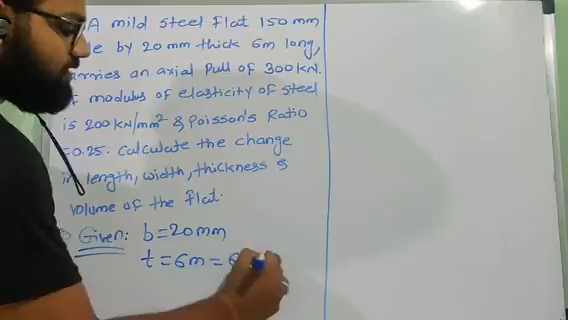 A mild steel flat 150 mm
by 20 mm thick 6m long,
an axial pull of 300 kN.
modulus of elasticity of steel
is 200 kN/mm² & Poisson's Ratio
=0.25. Calculate the change
in length, width, thickness &
volume of the flat.
Given: b=20mm
t=6m=